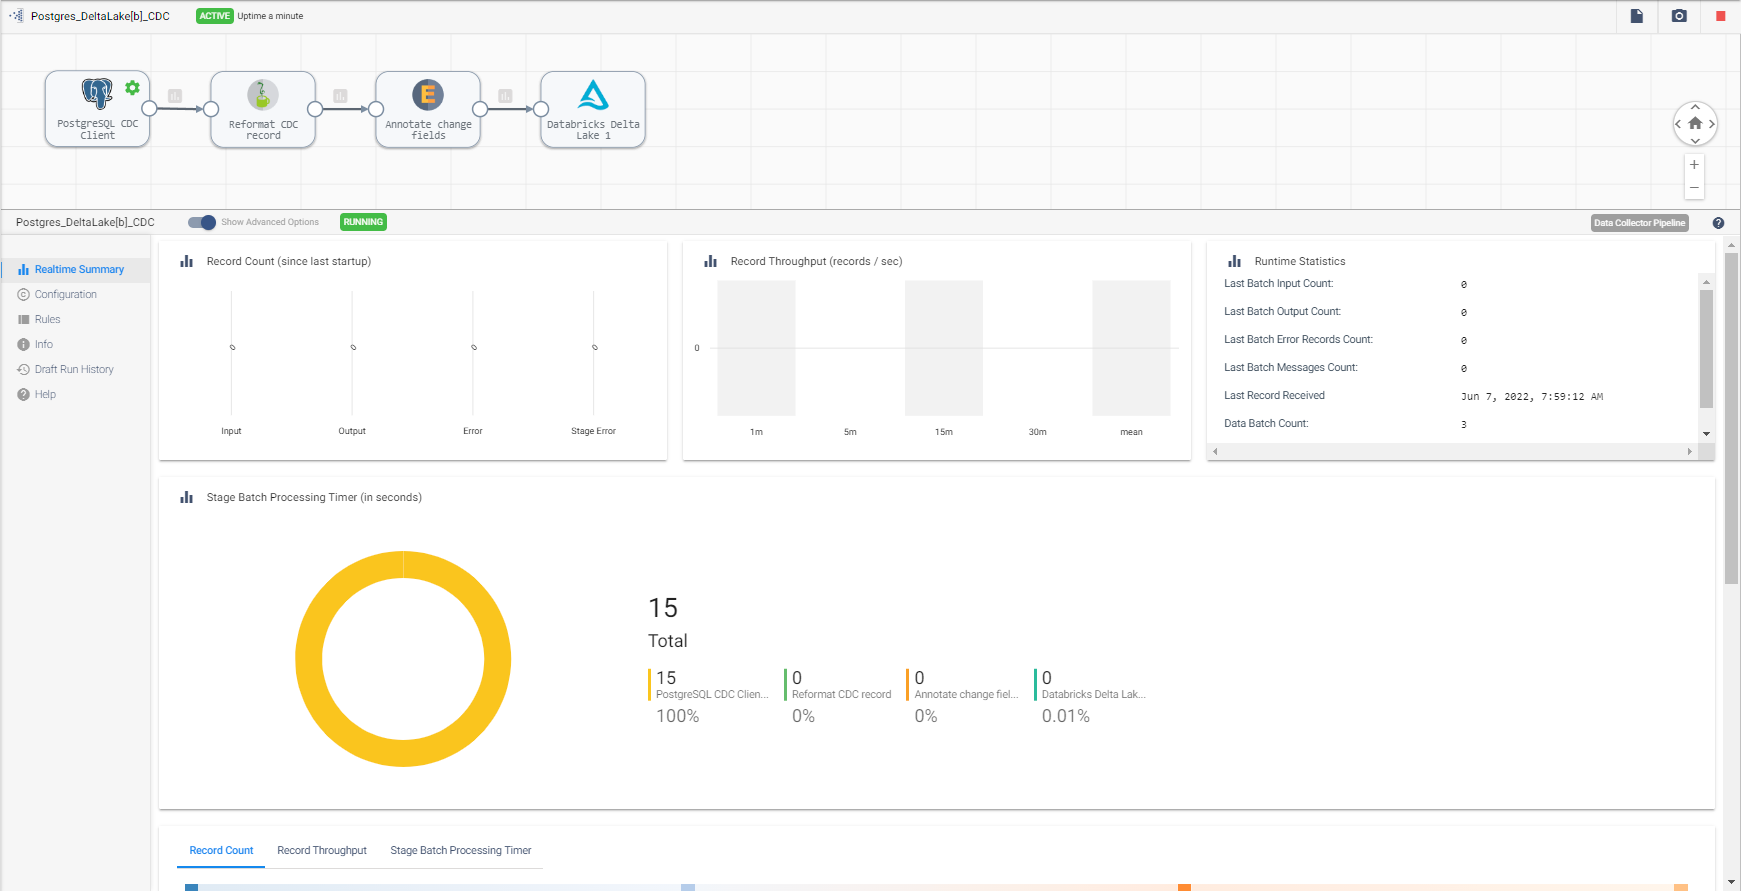 Postgres_DeltaLake[b]_CDC
ACTIVE
Uptime a minute
PostgreSQL CDC
Client
Reformat CDC
record
E
Annotate change
fields
Databricks Delta
Lake 1
+
−
Postgres_DeltaLake[b]_CDC
Show Advanced Options
RUNNING
Data Collector Pipeline
?
Realtime Summary
Configuration
Rules
Info
Draft Run History
Help
Record Count (since last startup)
0 0 0 0
Input Output Error Stage Error
Record Throughput (records / sec)
0
1m 5m 15m 30m mean
Runtime Statistics
Last Batch Input Count: 0
Last Batch Output Count: 0
Last Batch Error Records Count: 0
Last Batch Messages Count: 0
Last Record Received Jun 7, 2022, 7:59:12 AM
Data Batch Count: 3
Stage Batch Processing Timer (in seconds)
15
Total
15 0 0 0
PostgreSQL CDC Clien... Reformat CDC record Annotate change fiel... Databricks Delta Lak...
100% 0% 0% 0.01%
Record Count Record Throughput Stage Batch Processing Timer